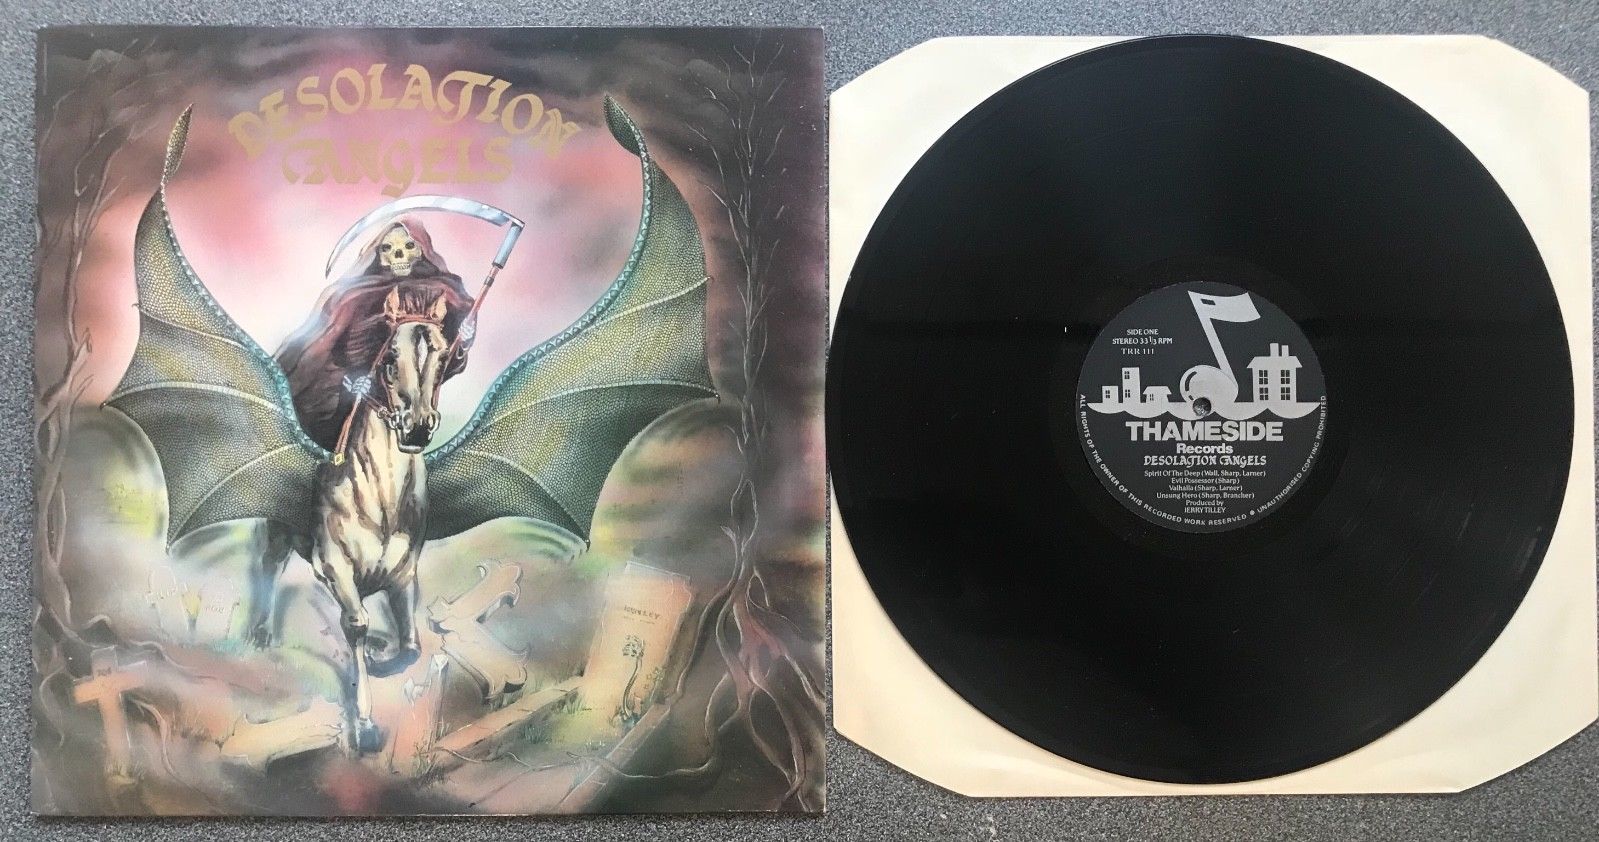 DESOLATION
ANGELS
KEN LEY
SIDE ONE
STEREO 33 1/3 RPM
TRR 111
THAMESIDE
Records
DESOLATION ANGELS
Spirit Of The Deep (Wall, Sharp, Larner)
Evil Possessor (Sharp)
Valhalla (Sharp, Larner)
Unsung Hero (Sharp, Brancher)
Produced by
JERRY TILLEY
ALL RIGHTS OF THE OWNER OF THIS RECORDED WORK RESERVED ● UNAUTHORISED COPYING PROHIBITED